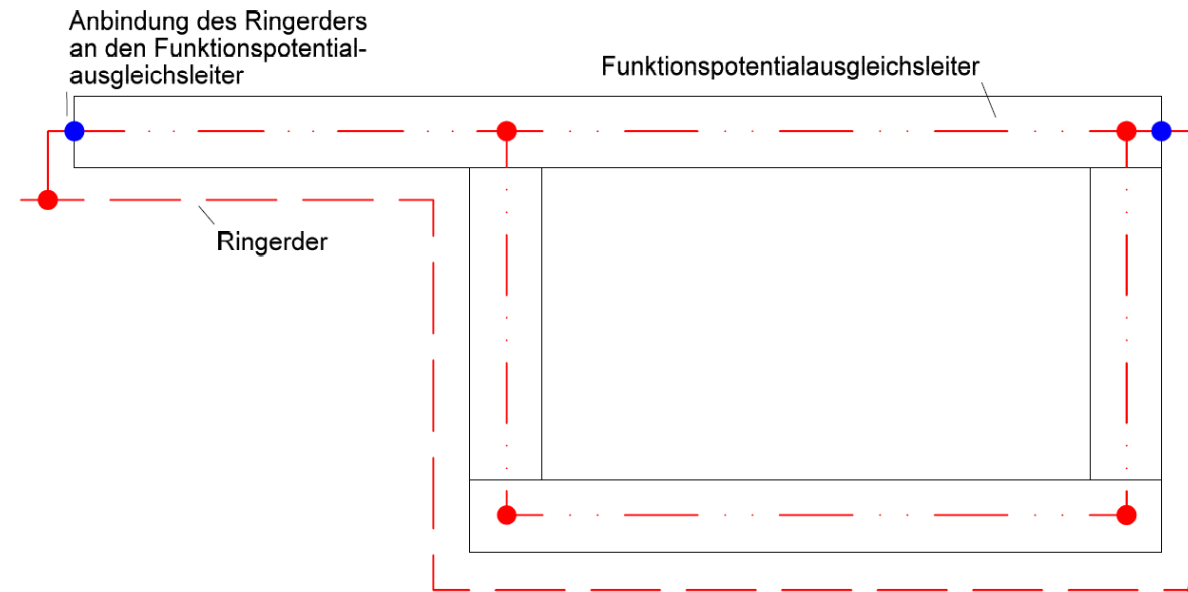 Anbindung des Ringerders
an den Funktionspotential-
ausgleichsleiter
Funktionspotentialausgleichsleiter
Ringerder